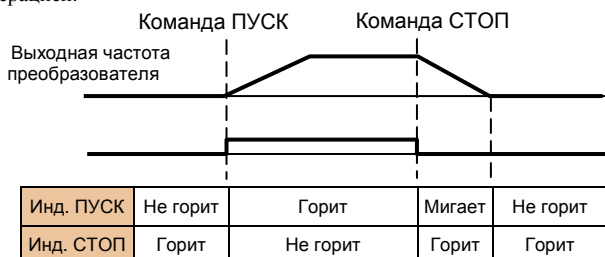 Команда ПУСК Команда СТОП
Выходная частота
преобразователя
Инд. ПУСК Не горит Горит Мигает Не горит
Инд. СТОП Горит Не горит Горит Горит